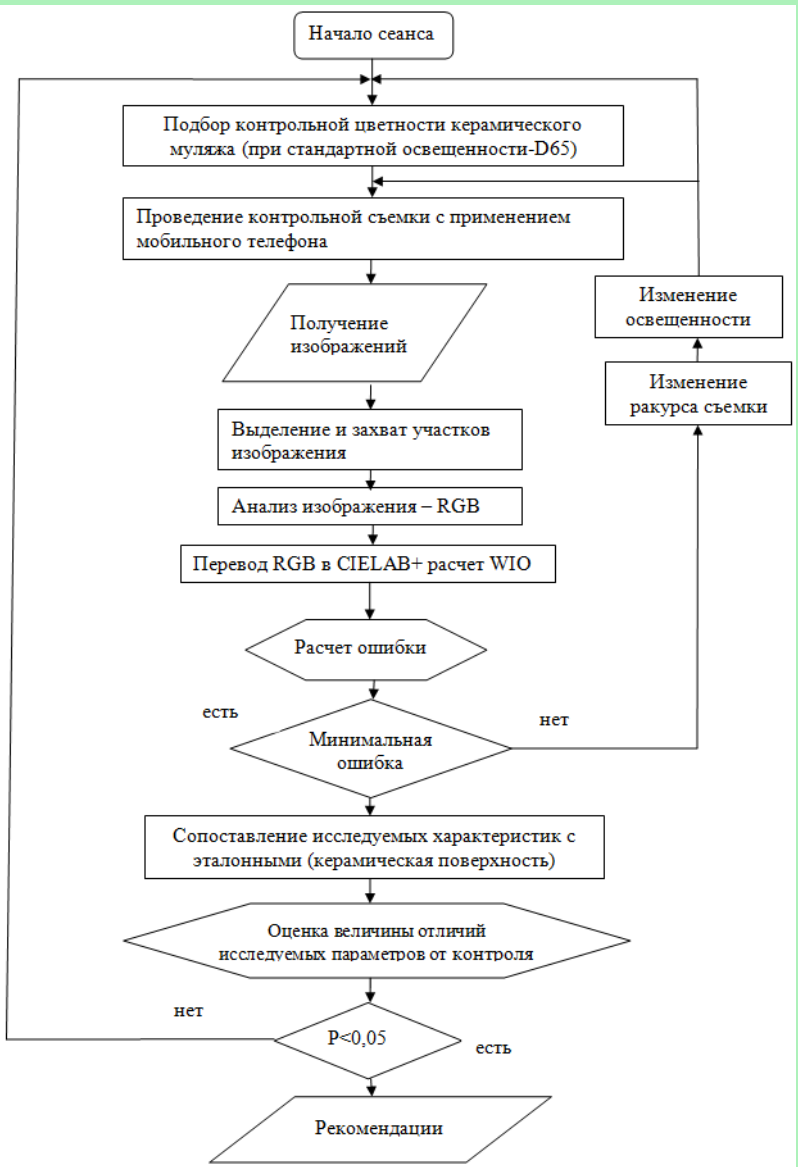 Начало сеанса
Подбор контрольной цветности керамического
муляжа (при стандартной освещенности-D65)
Проведение контрольной съемки с применением
мобильного телефона
Изменение
освещенности
Получение
изображений
Изменение
ракурса съемки
Выделение и захват участков
изображения
Анализ изображения – RGB
Перевод RGB в CIELAB+ расчет WIO
Расчет ошибки
есть
нет
Минимальная
ошибка
Сопоставление исследуемых характеристик с
эталонными (керамическая поверхность)
Оценка величины отличий
исследуемых параметров от контроля
нет
P<0,05
есть
Рекомендации